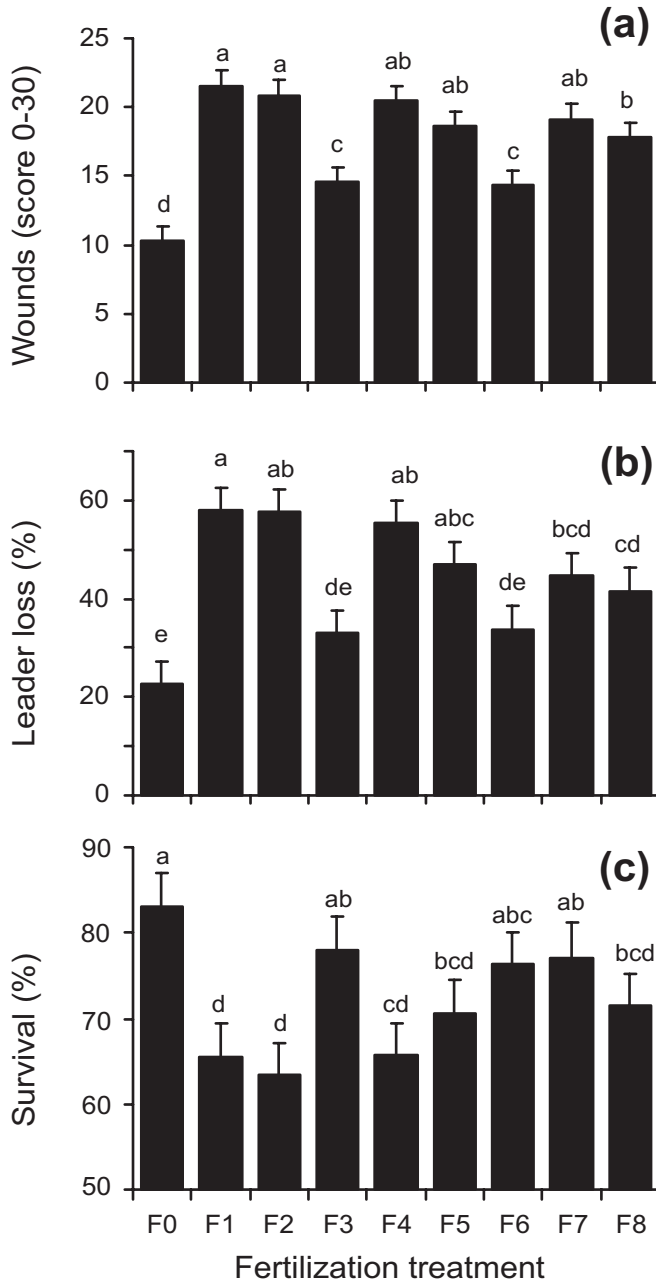 (a)
Wounds (score 0-30)
25
20
15
10
5
0
d
a
a
c
ab
ab
c
ab
b
(b)
Leader loss (%)
60
40
20
0
e
a
ab
de
ab
abc
de
bcd
cd
(c)
Survival (%)
90
80
70
60
50
a
d
d
ab
cd
bcd
abc
ab
bcd
F0 F1 F2 F3 F4 F5 F6 F7 F8
Fertilization treatment